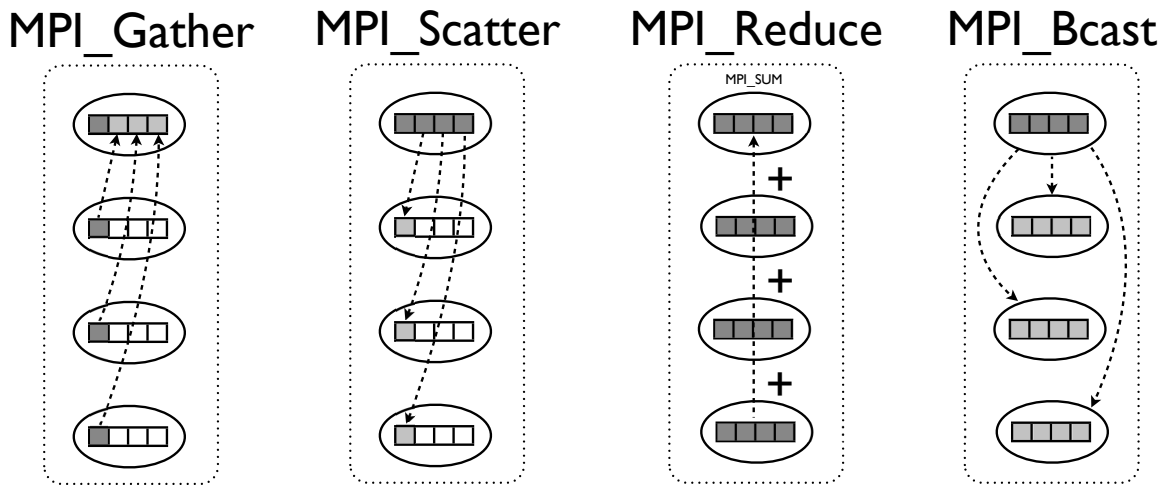 MPI_Gather
MPI_Scatter
MPI_Reduce
MPI_Bcast
MPI_SUM
+
+
+